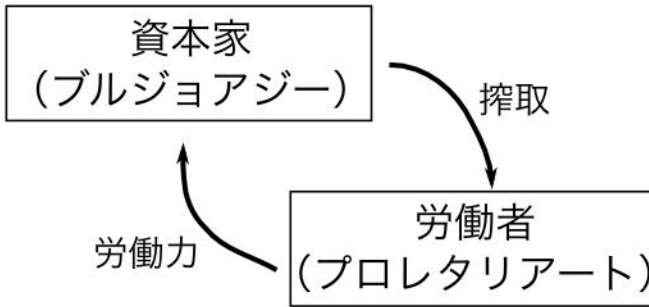 資本家
（ブルジョアジー）
搾取
労働力
労働者
（プロレタリアート）